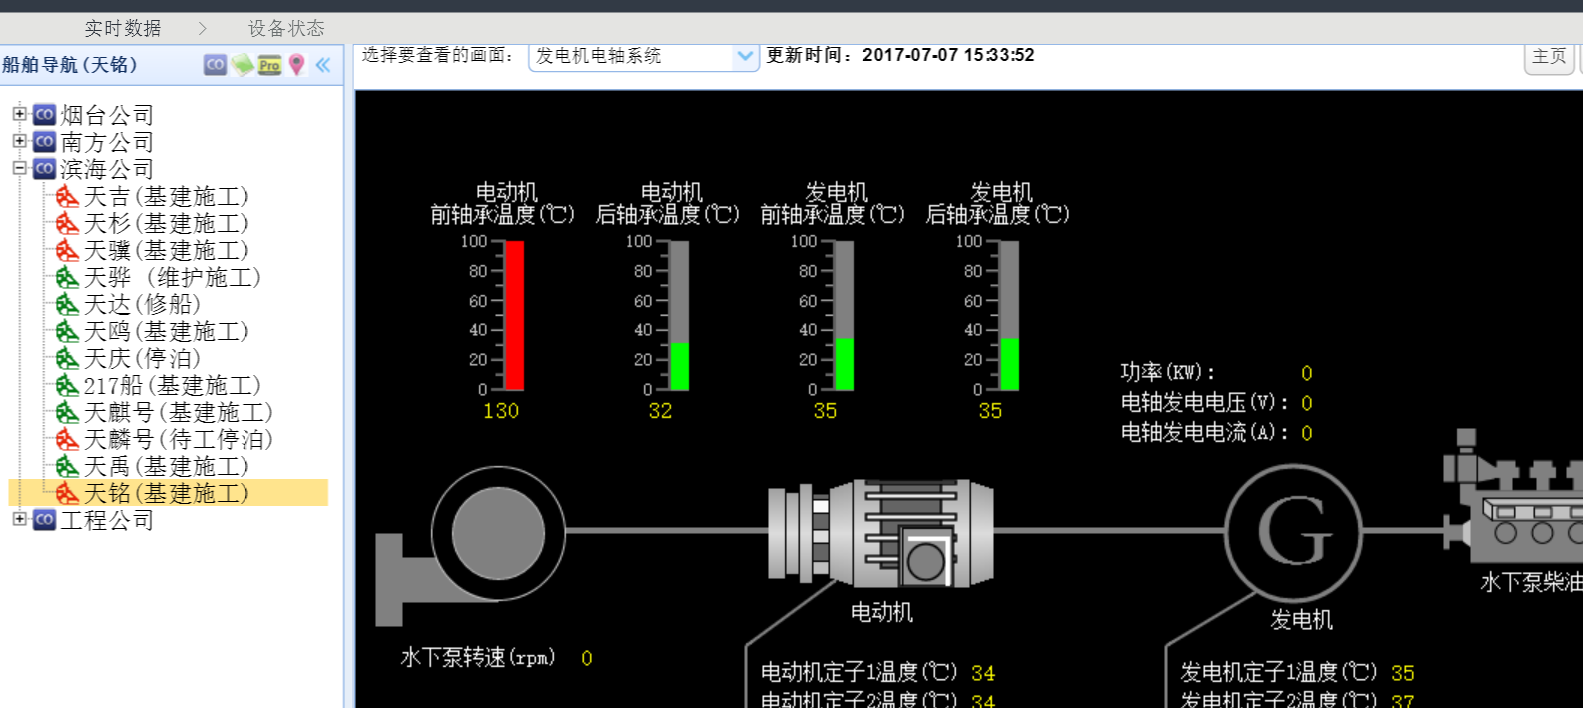 实时数据 > 设备状态
船舶导航(天铭) CO Pro «
选择要查看的画面: 发电机电轴系统 更新时间：2017-07-07 15:33:52 主页
CO 烟台公司
CO 南方公司
CO 滨海公司
天吉(基建施工)
天杉(基建施工)
天骥(基建施工)
天骅 (维护施工)
天达(修船)
天鸥(基建施工)
天庆(停泊)
217船(基建施工)
天麒号(基建施工)
天麟号(待工停泊)
天禹(基建施工)
天铭(基建施工)
CO 工程公司
电动机 电动机 发电机 发电机
前轴承温度(℃) 后轴承温度(℃) 前轴承温度(℃) 后轴承温度(℃)
100 100 100 100
80 80 80 80
60 60 60 60
40 40 40 40
20 20 20 20
0 0 0 0
130 32 35 35
功率(KW): 0
电轴发电电压(V): 0
电轴发电电流(A): 0
G
水下泵柴油
电动机
发电机
水下泵转速(rpm) 0
电动机定子1温度(℃) 34
发电机定子1温度(℃) 35
电动机定子2温度(℃) 34
发电机定子2温度(℃) 37